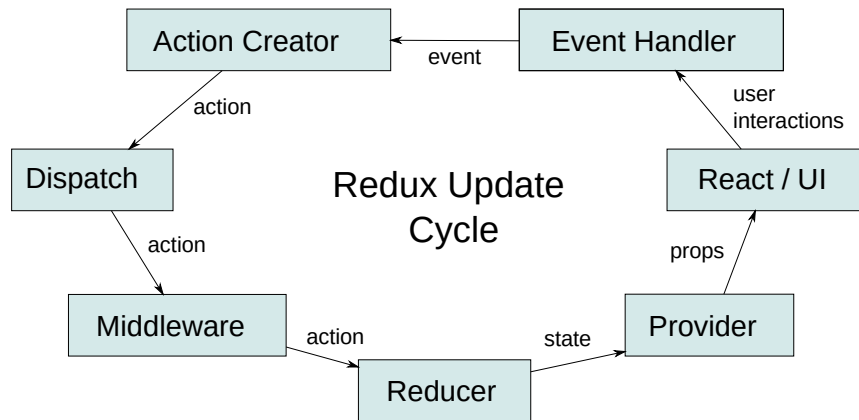 Action Creator
event
Event Handler
action
user
interactions
Dispatch
Redux Update
Cycle
React / UI
action
props
Middleware
action
Reducer
state
Provider